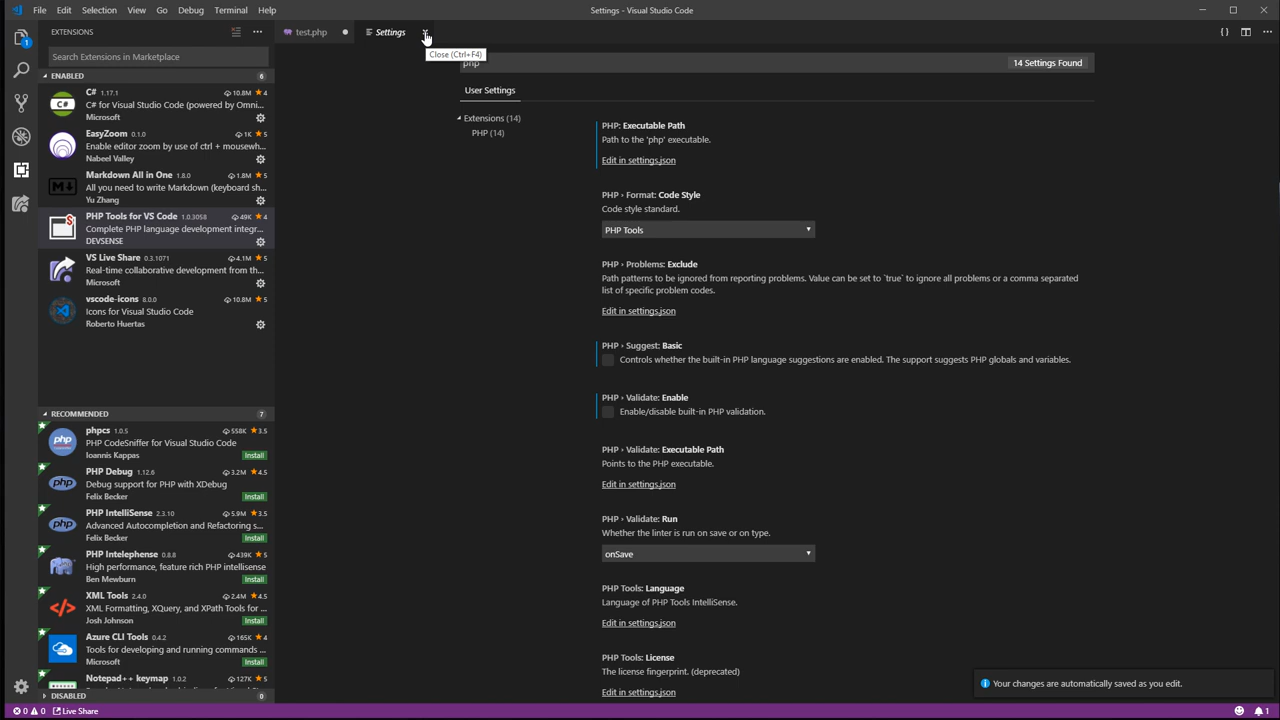 File Edit Selection View Go Debug Terminal Help
Settings - Visual Studio Code
EXTENSIONS
test.php
Settings
Close (Ctrl+F4)
1
Search Extensions in Marketplace
ENABLED 6
C# 1.17.1 10.8M 4
C# for Visual Studio Code (powered by Omni...
Microsoft
EasyZoom 0.1.0 1K 5
Enable editor zoom by use of ctrl + mousewh...
Nabeel Valley
Markdown All in One 1.8.0 1.8M 5
All you need to write Markdown (keyboard sh...
Yu Zhang
PHP Tools for VS Code 1.0.3058 49K 4
Complete PHP language development integr...
DEVSENSE
VS Live Share 0.3.1071 4.1M 5
Real-time collaborative development from th...
Microsoft
vscode-icons 8.0.0 10.8M 5
Icons for Visual Studio Code
Roberto Huertas
RECOMMENDED 7
phpcs 1.0.5 558K 3.5
PHP CodeSniffer for Visual Studio Code
Ioannis Kappas Install
PHP Debug 1.12.6 3.2M 4.5
Debug support for PHP with XDebug
Felix Becker Install
PHP IntelliSense 2.3.10 5.9M 3.5
Advanced Autocompletion and Refactoring s...
Felix Becker Install
PHP Intelephense 0.8.8 439K 5
High performance, feature rich PHP intellisense
Ben Mewburn Install
XML Tools 2.4.0 2.4M 4.5
XML Formatting, XQuery, and XPath Tools for ...
Josh Johnson Install
Azure CLI Tools 0.4.2 165K 4
Tools for developing and running commands ...
Microsoft Install
Notepad++ keymap 1.0.2 127K 5
DISABLED 0
php
14 Settings Found
User Settings
Extensions (14)
PHP (14)
PHP: Executable Path
Path to the 'php' executable.
Edit in settings.json
PHP › Format: Code Style
Code style standard.
PHP Tools
PHP › Problems: Exclude
Path patterns to be ignored from reporting problems. Value can be set to `true` to ignore all problems or a comma separated
list of specific problem codes.
Edit in settings.json
PHP › Suggest: Basic
Controls whether the built-in PHP language suggestions are enabled. The support suggests PHP globals and variables.
PHP › Validate: Enable
Enable/disable built-in PHP validation.
PHP › Validate: Executable Path
Points to the PHP executable.
Edit in settings.json
PHP › Validate: Run
Whether the linter is run on save or on type.
onSave
PHP Tools: Language
Language of PHP Tools IntelliSense.
Edit in settings.json
PHP Tools: License
The license fingerprint. (deprecated)
Edit in settings.json
Your changes are automatically saved as you edit.
0 0 Live Share
1